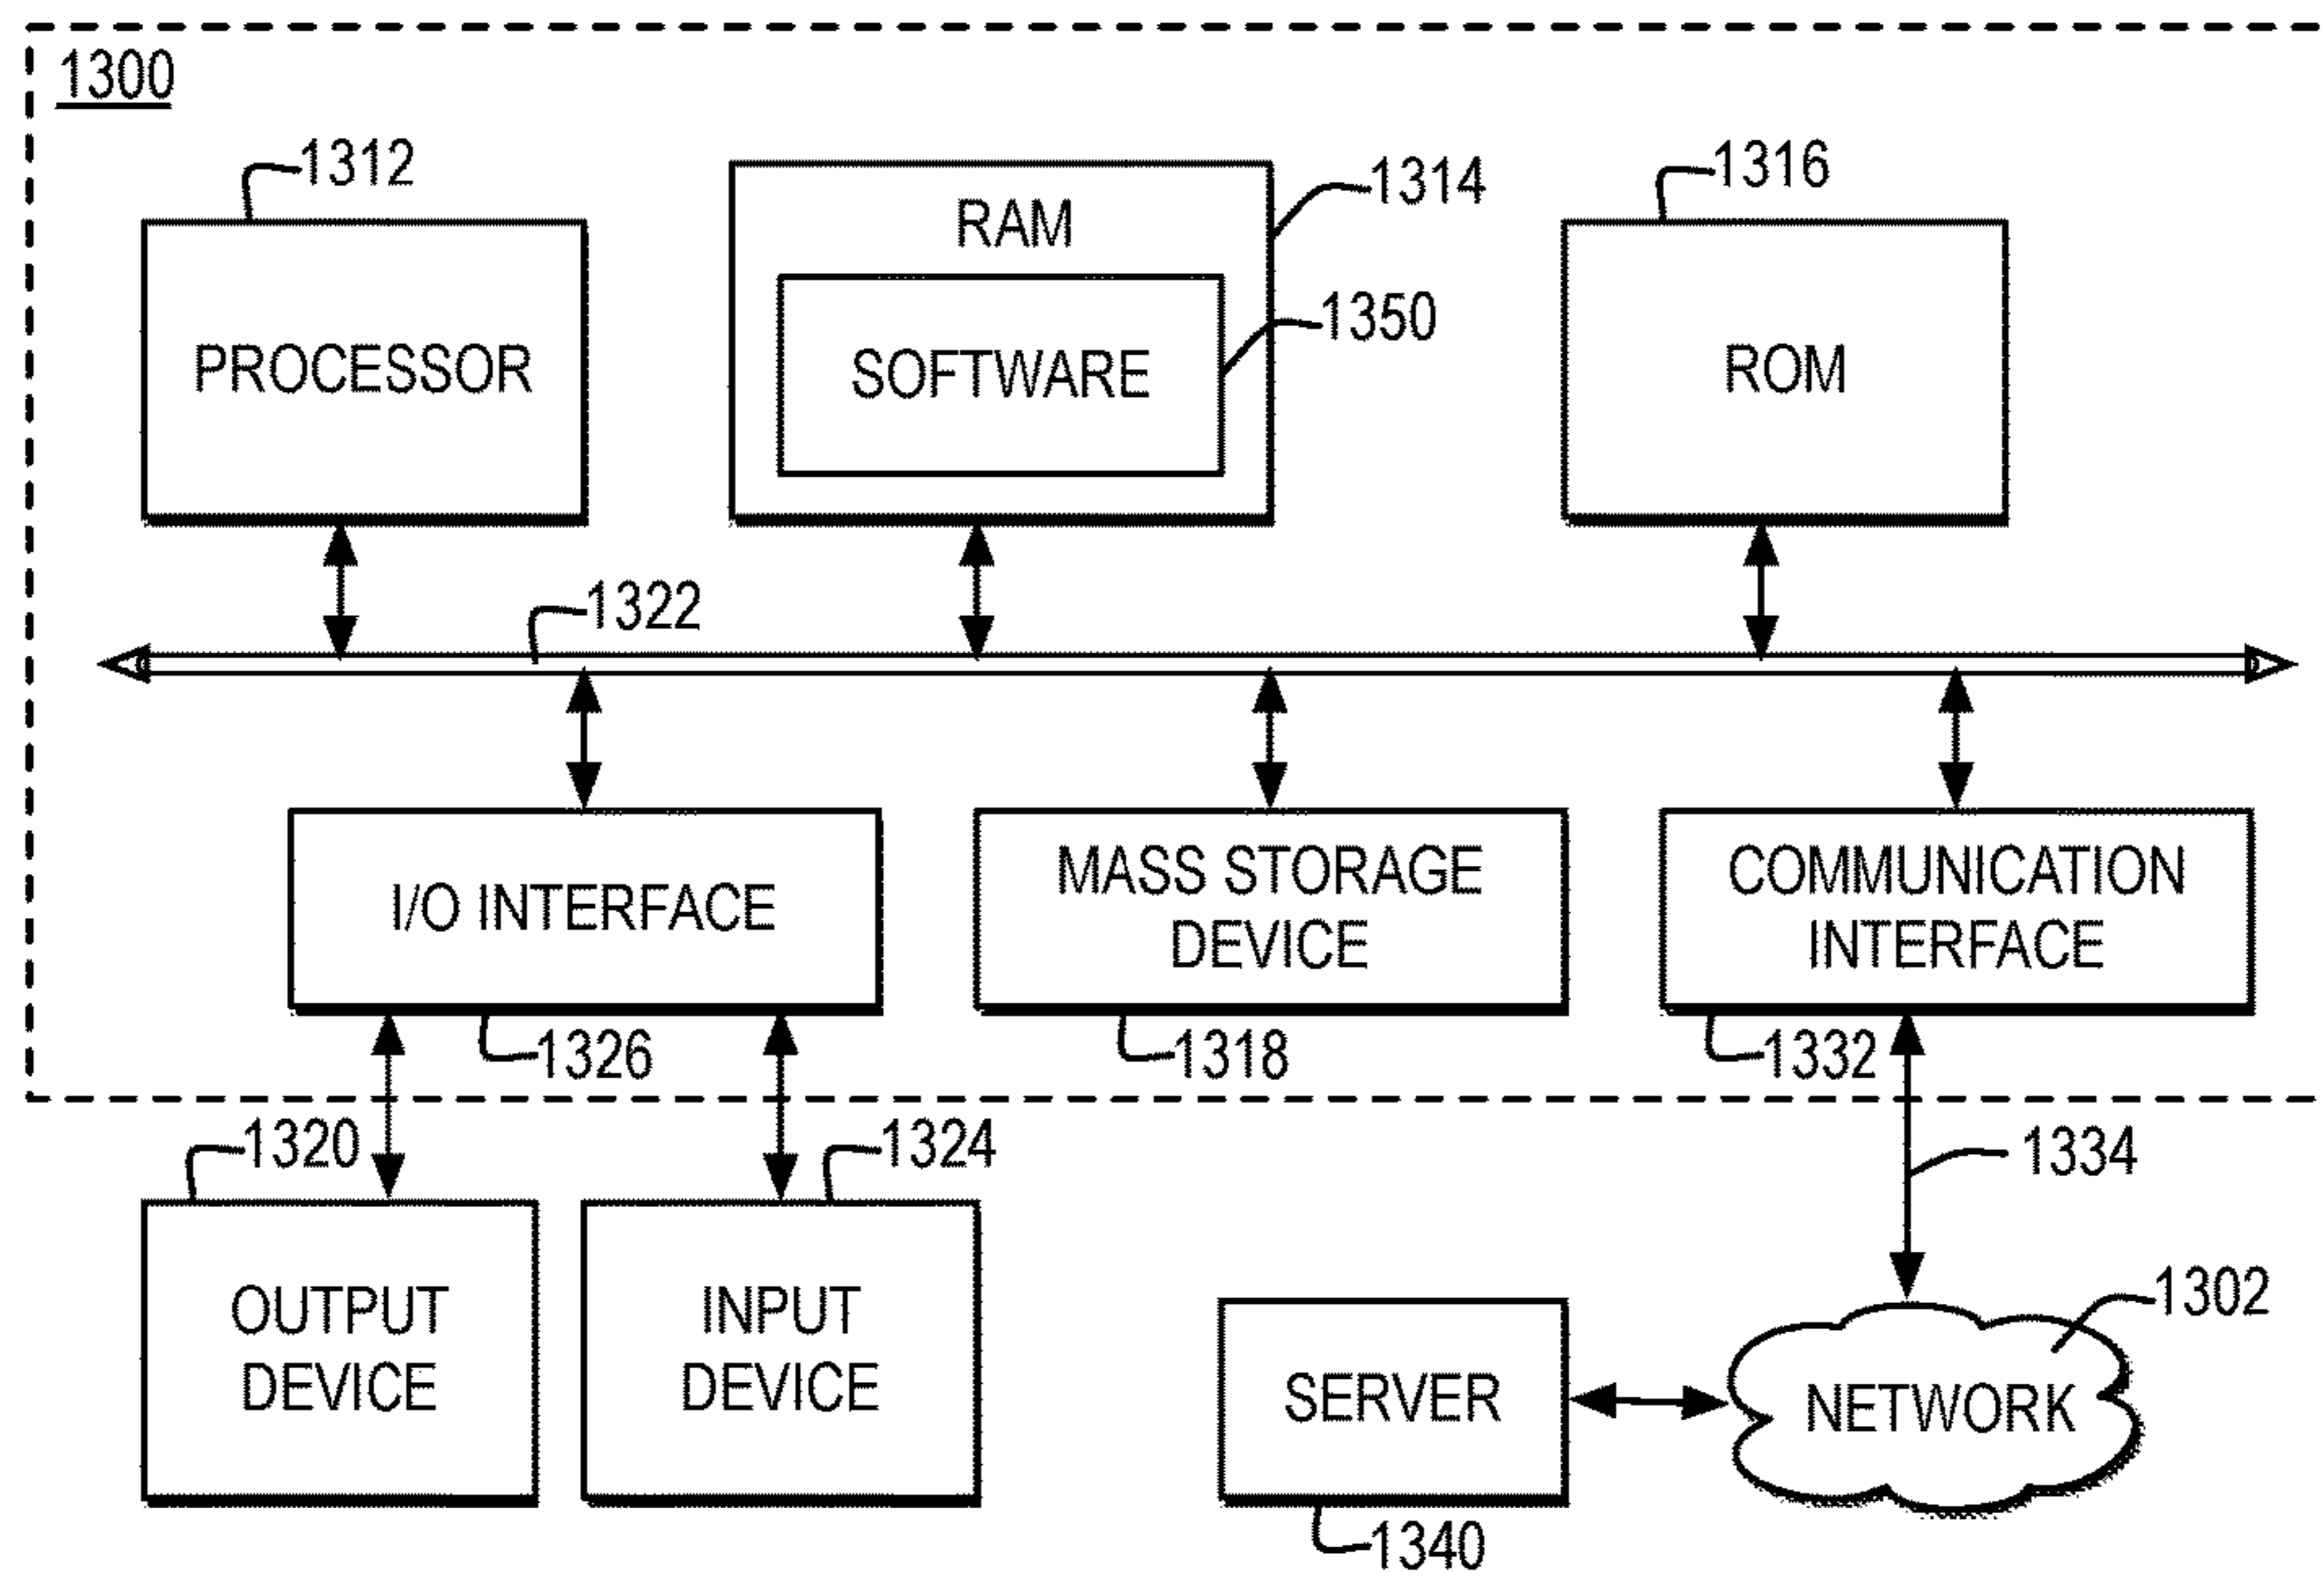 1300
1312
1314
1316
RAM
1350
PROCESSOR
SOFTWARE
ROM
1322
I/O INTERFACE
MASS STORAGE
DEVICE
COMMUNICATION
INTERFACE
1326
1318
1332
1320
1324
1334
OUTPUT
DEVICE
INPUT
DEVICE
1302
SERVER
NETWORK
1340